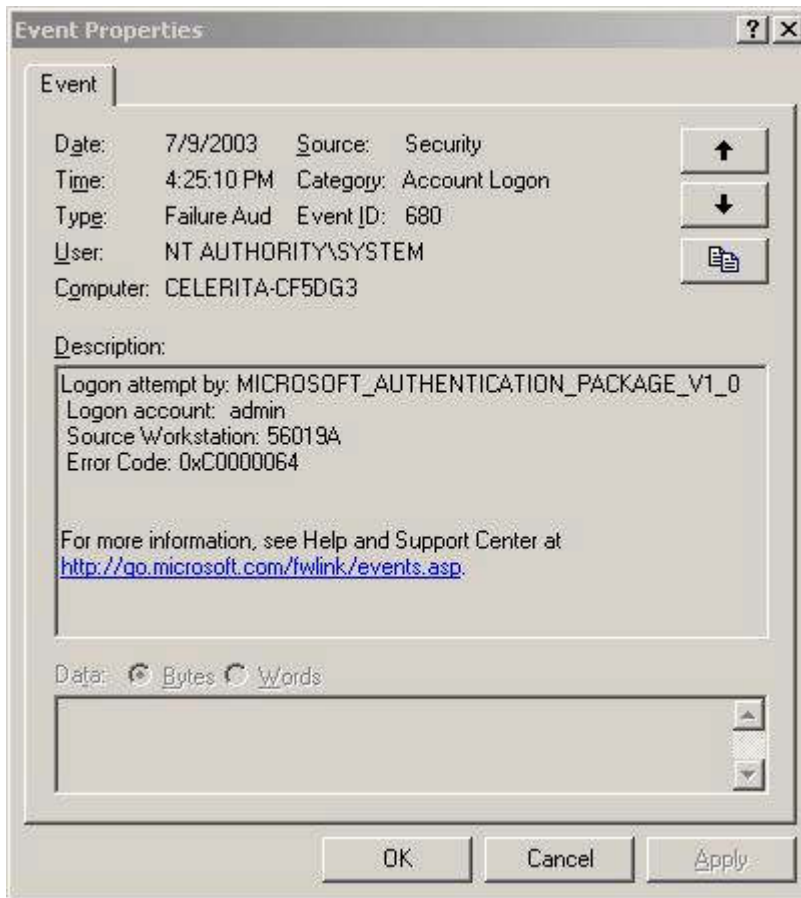 Event Properties
Event
Date: 7/9/2003 Source: Security
Time: 4:25:10 PM Category: Account Logon
Type: Failure Aud Event ID: 680
User: NT AUTHORITY\SYSTEM
Computer: CELERITA-CF5DG3
Description:
Logon attempt by: MICROSOFT_AUTHENTICATION_PACKAGE_V1_0
Logon account: admin
Source Workstation: 56019A
Error Code: 0xC0000064
For more information, see Help and Support Center at
http://go.microsoft.com/fwlink/events.asp.
Data: Bytes Words
OK Cancel Apply